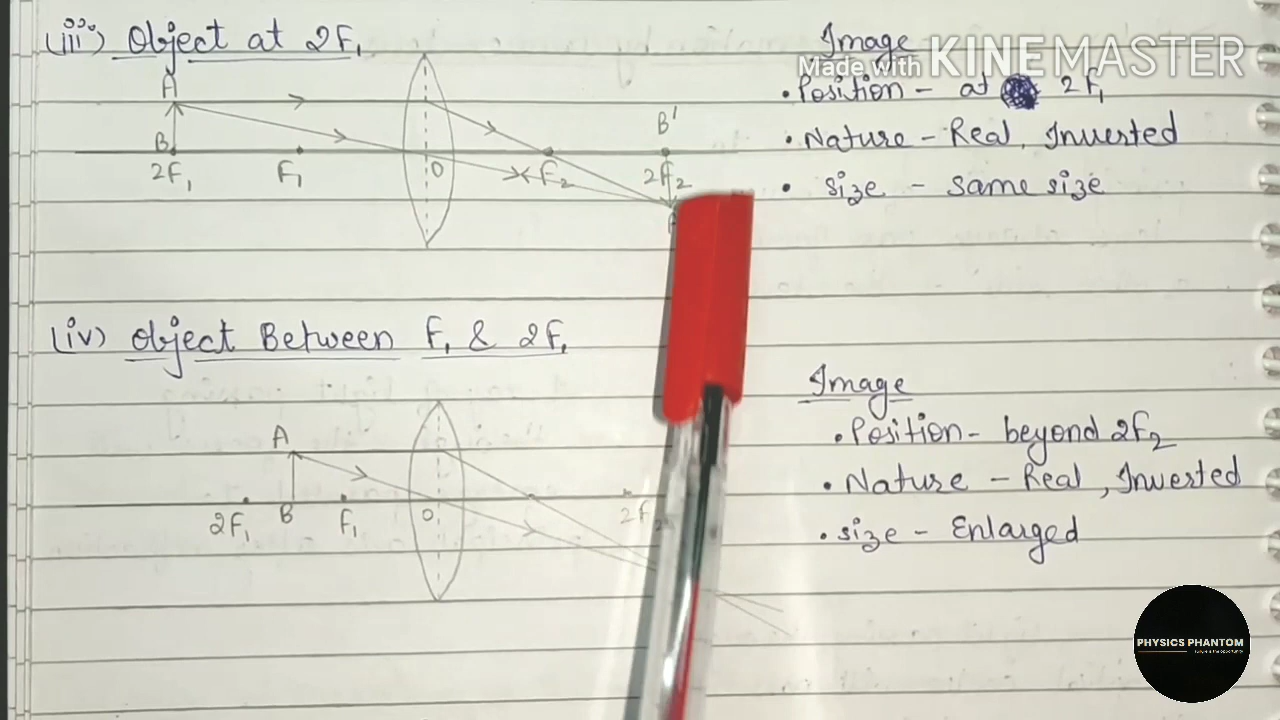 (iii) Object at 2F₁
A
B
2F₁
F₁
O
F₂
B'
2F₂
Image
Made with KINEMASTER
• Position - at 2F₁
• Nature - Real, Inverted
• Size - Same size
(iv) Object Between F₁ & 2F₁
A
2F₁
B
F₁
O
Image
• Position - beyond 2F₂
• Nature - Real, Inverted
• Size - Enlarged
PHYSICS PHANTOM